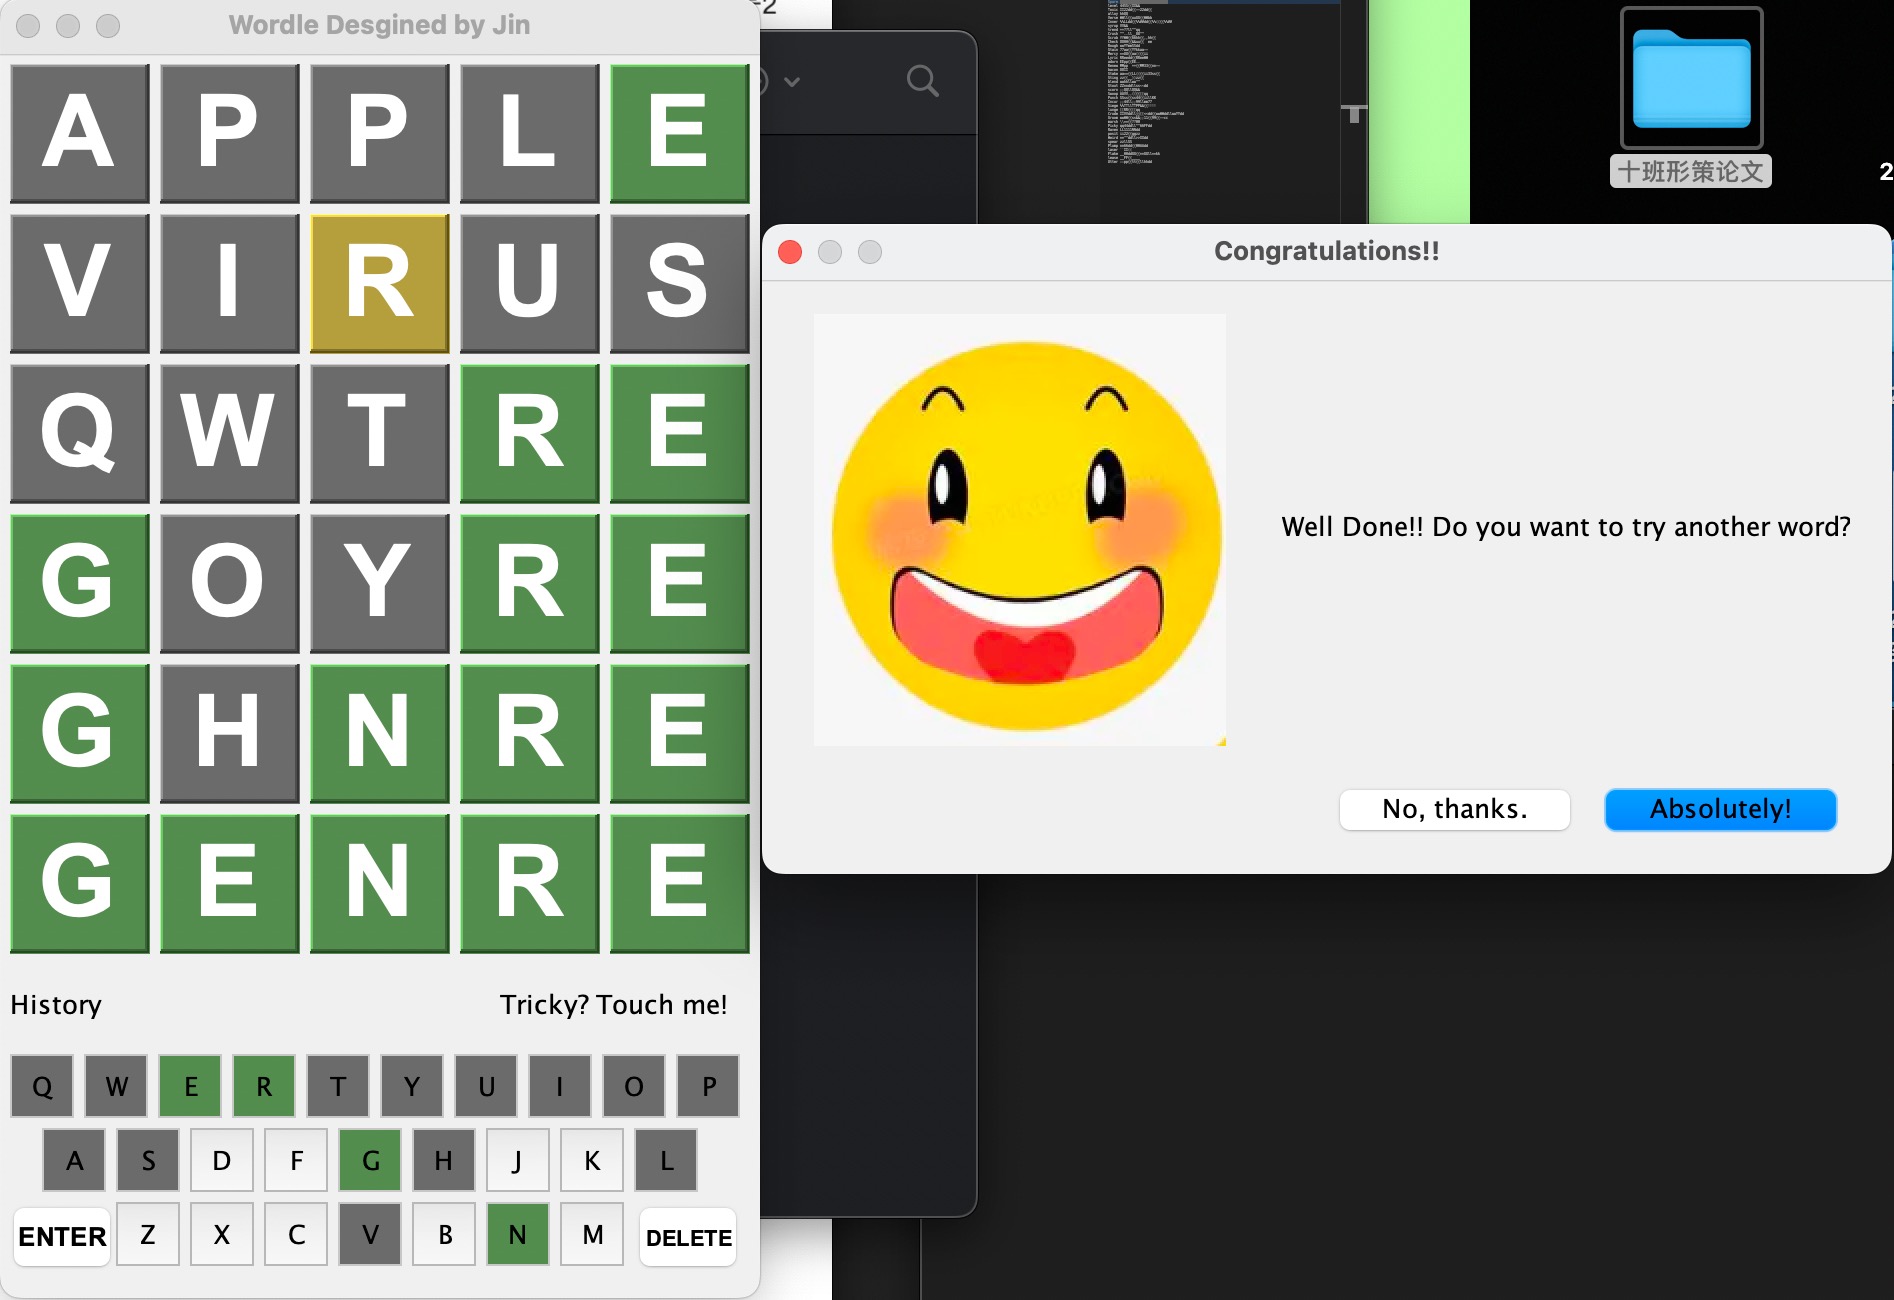 Wordle Desgined by Jin
A P P L E
V I R U S
Q W T R E
G O Y R E
G H N R E
G E N R E
History
Tricky? Touch me!
Q W E R T Y U I O P
A S D F G H J K L
ENTER Z X C V B N M DELETE
十班形策论文
Congratulations!!
Well Done!! Do you want to try another word?
No, thanks.
Absolutely!